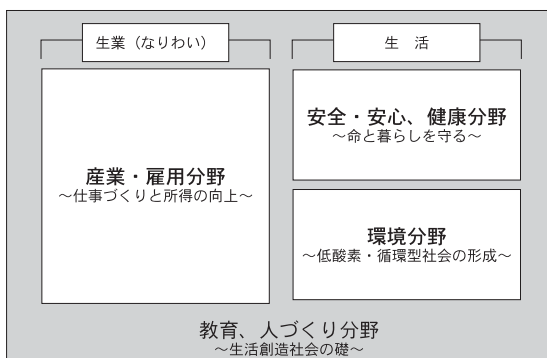 生業（なりわい）
産業・雇用分野
～仕事づくりと所得の向上～
生　活
安全・安心、健康分野
～命と暮らしを守る～
環境分野
～低酸素・循環型社会の形成～
教育、人づくり分野
～生活創造社会の礎～